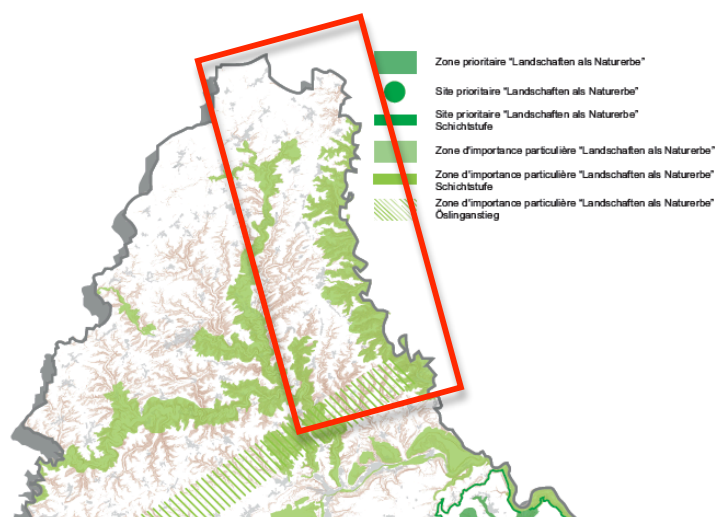 Zone prioritaire "Landschaften als Naturerbe"
Site prioritaire "Landschaften als Naturerbe"
Site prioritaire "Landschaften als Naturerbe"
Schichtstufe
Zone d'importance particulière "Landschaften als Naturerbe"
Zone d'importance particulière "Landschaften als Naturerbe"
Schichtstufe
Zone d'importance particulière "Landschaften als Naturerbe"
Öslinganstieg